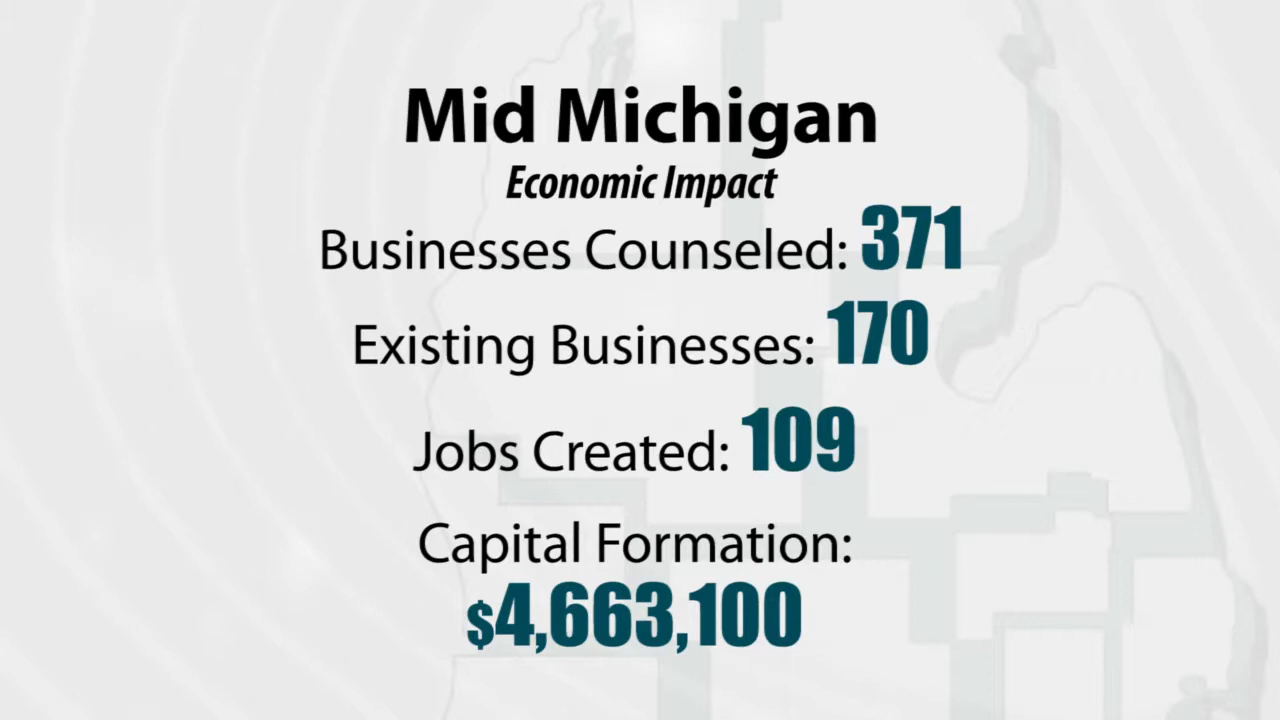 Mid Michigan
Economic Impact
Businesses Counseled: 371
Existing Businesses: 170
Jobs Created: 109
Capital Formation:
$4,663,100